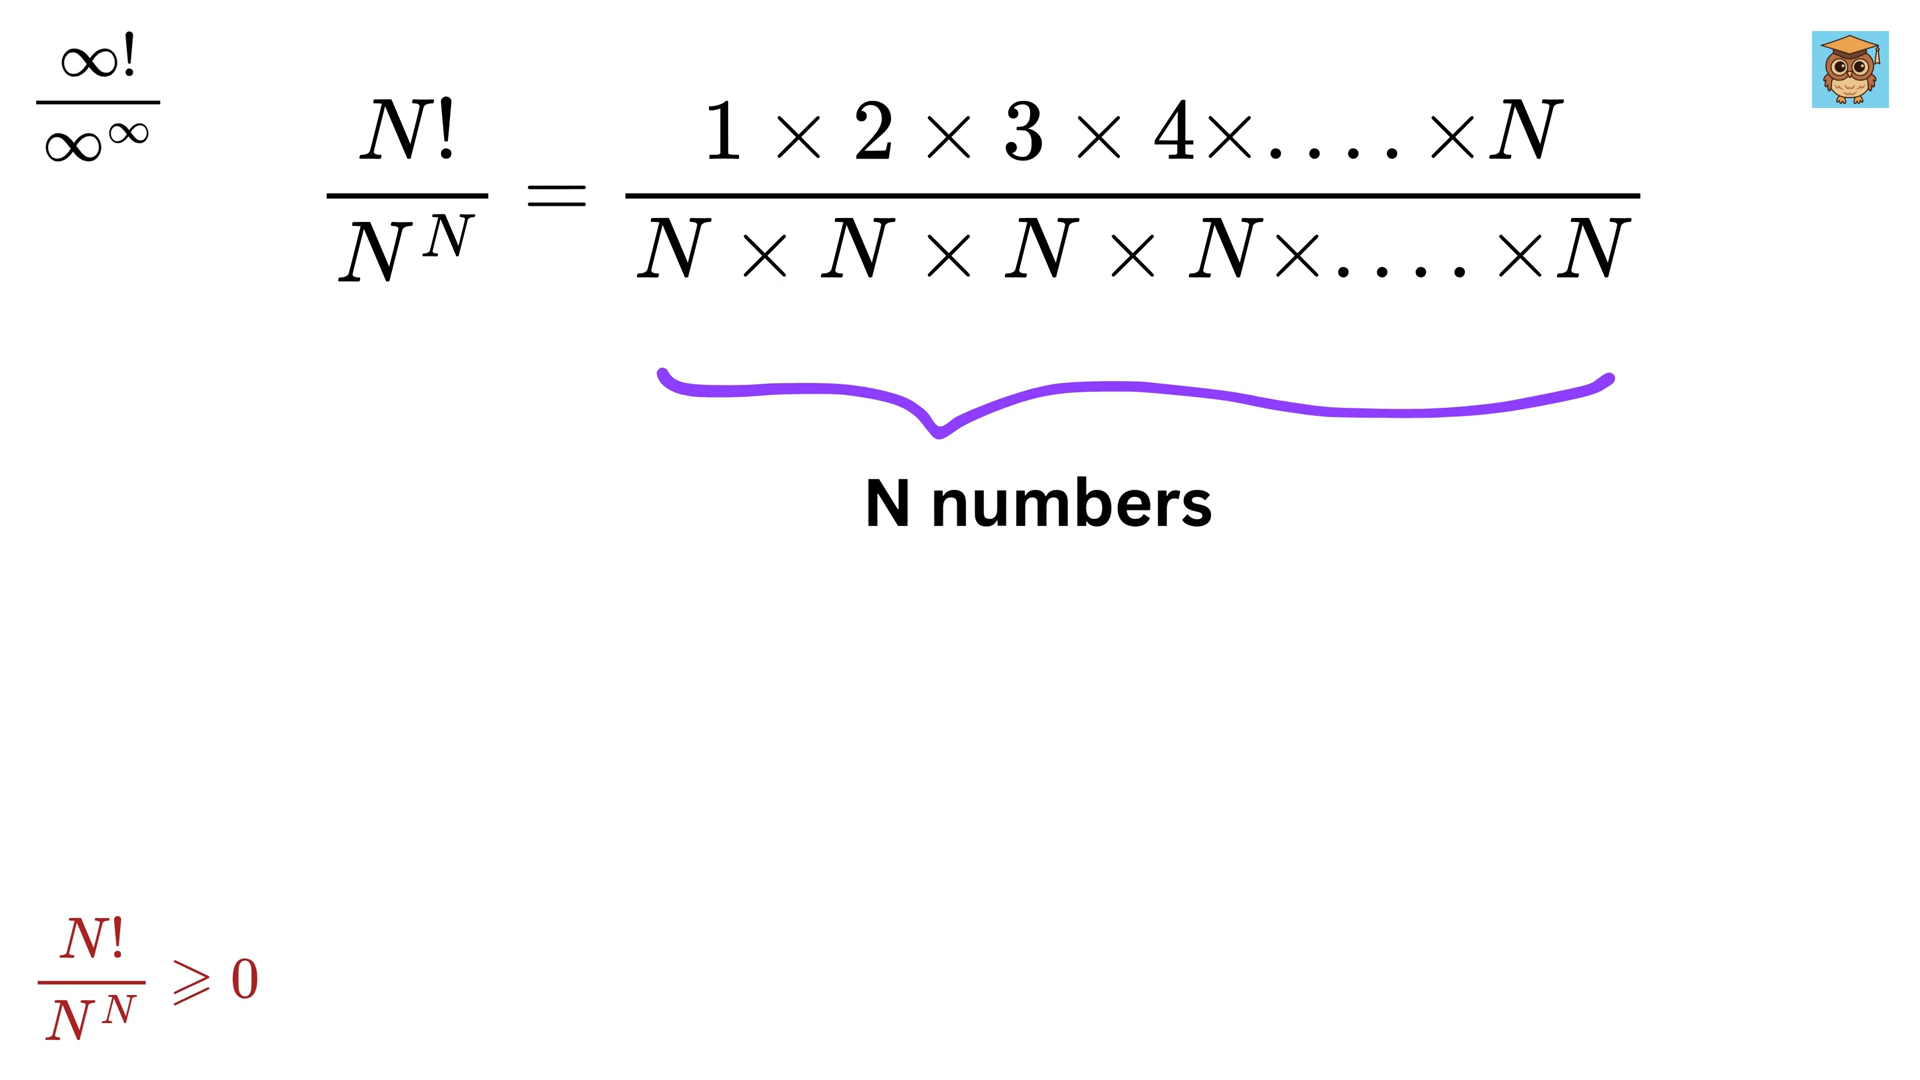 ∞! / ∞^∞
N! / N^N = 1 × 2 × 3 × 4 × .... × N / N × N × N × N × .... × N
N numbers
N! / N^N ⩾ 0